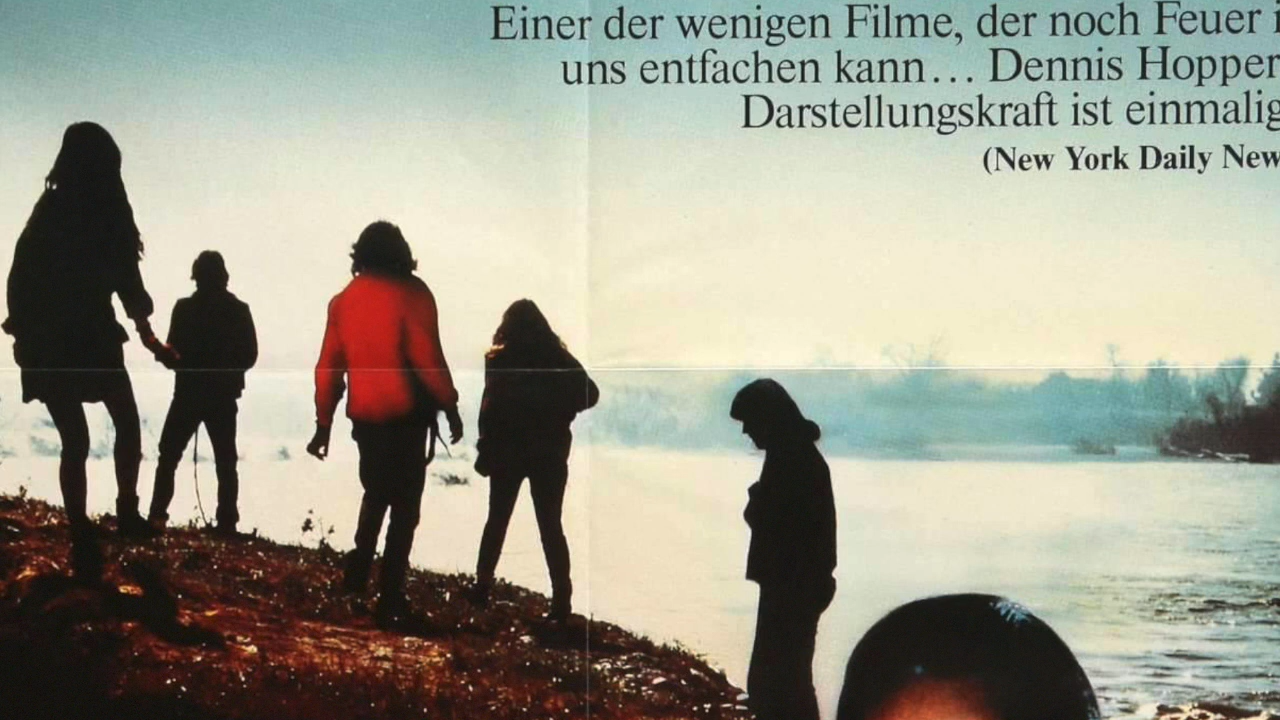 Einer der wenigen Filme, der noch Feuer
uns entfachen kann... Dennis Hopper
Darstellungskraft ist einmalig
(New York Daily New